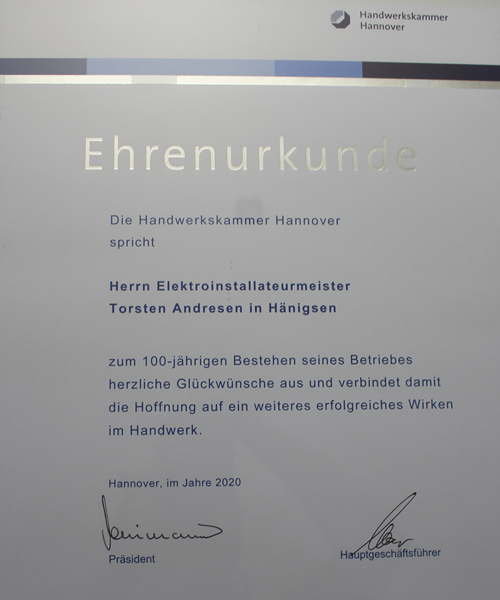 Handwerkskammer
Hannover
Ehrenurkunde
Die Handwerkskammer Hannover
spricht
Herrn Elektroinstallateurmeister
Torsten Andresen in Hänigsen
zum 100-jährigen Bestehen seines Betriebes
herzliche Glückwünsche aus und verbindet damit
die Hoffnung auf ein weiteres erfolgreiches Wirken
im Handwerk.
Hannover, im Jahre 2020
Präsident
Hauptgeschäftsführer